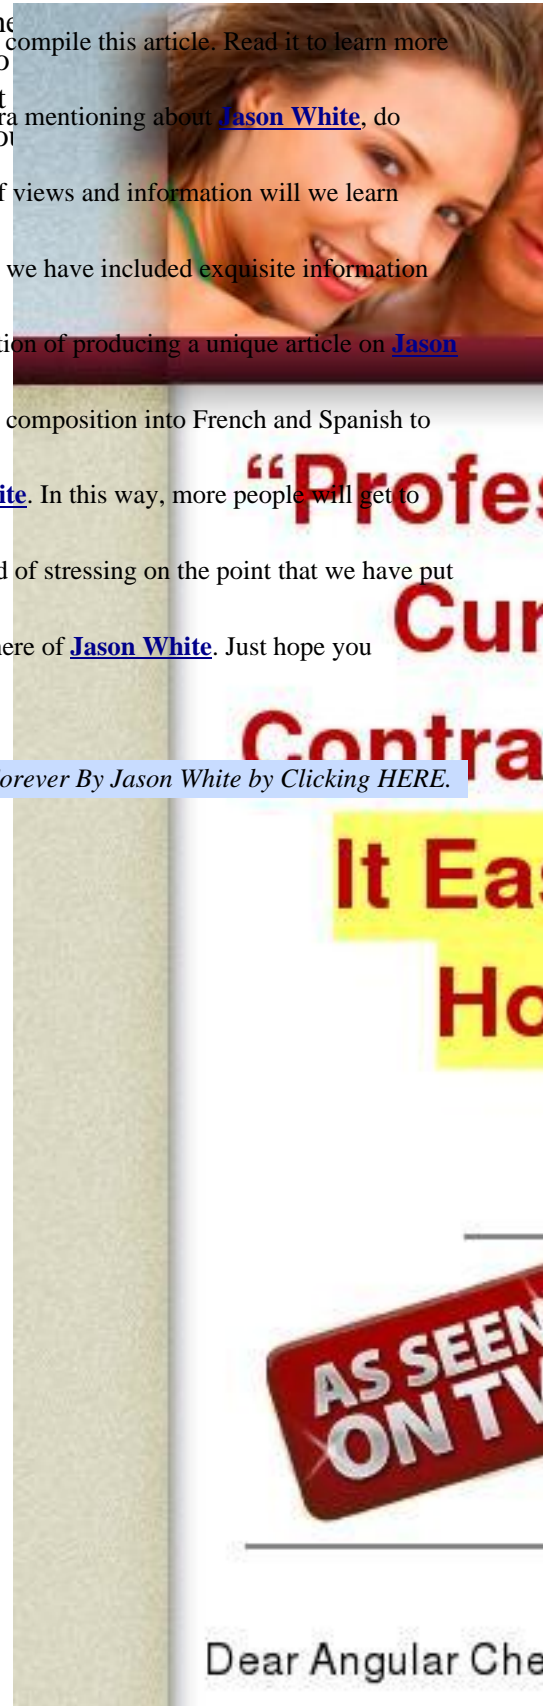 compile this article. Read it to learn more
mentioning about Jason White, do
views and information will we learn
we have included exquisite information
of producing a unique article on Jason
composition into French and Spanish to
. In this way, more people will get to
of stressing on the point that we have put
of Jason White. Just hope you
By Jason White by Clicking HERE.
“Profes
Cur
Contra
It Eas
Ho
AS SEEN
ON TV
Dear Angular Che